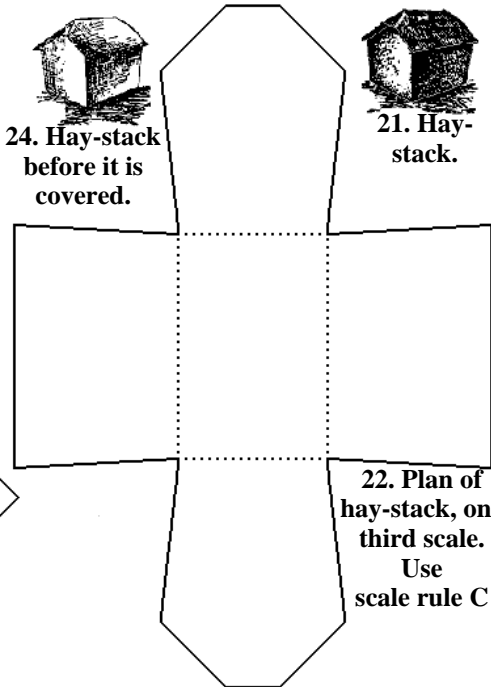 24. Hay-stack
before it is
covered.
21. Hay-
stack.
22. Plan of
hay-stack, on
third scale.
Use
scale rule C